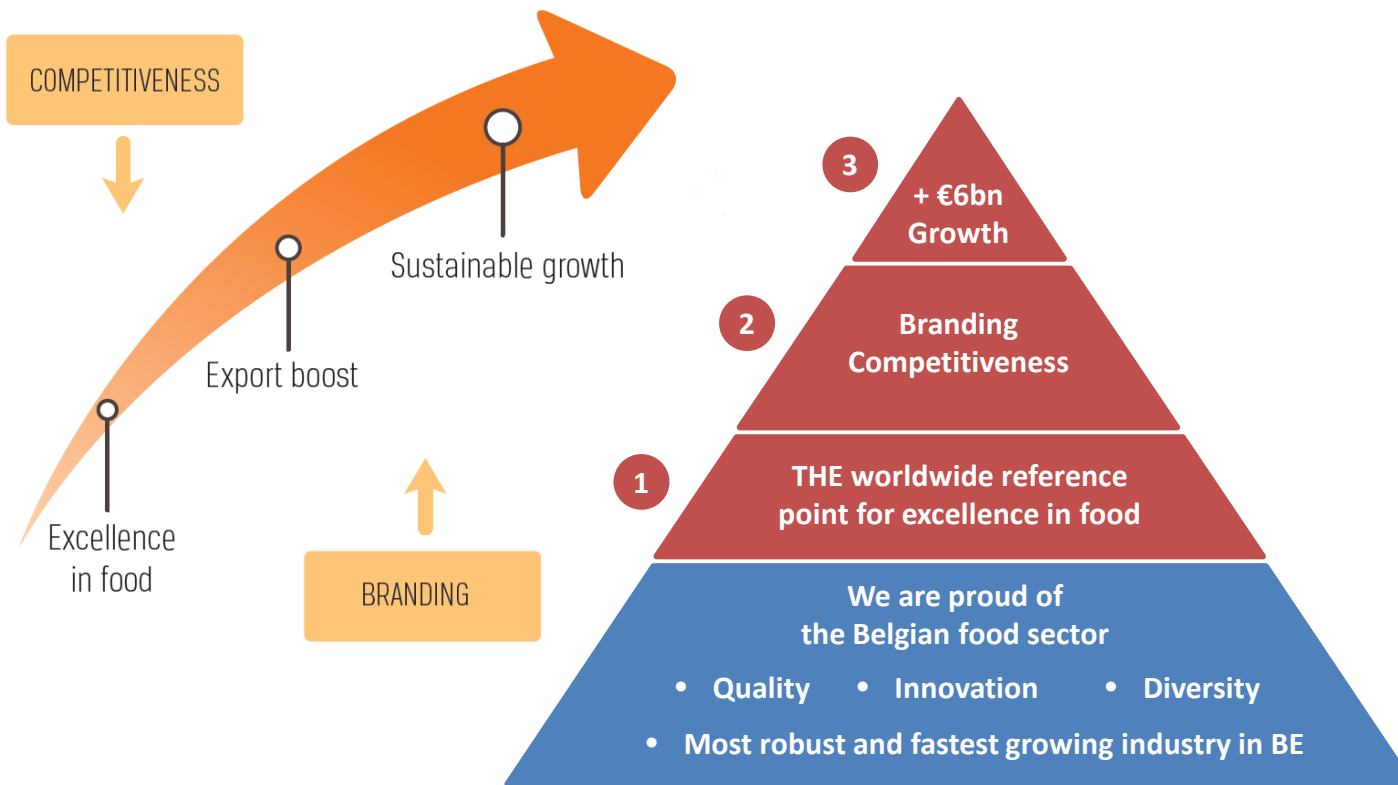 COMPETITIVENESS
Sustainable growth
Export boost
Excellence
in food
BRANDING
3
+ €6bn
Growth
2
Branding
Competitiveness
1
THE worldwide reference
point for excellence in food
We are proud of
the Belgian food sector
• Quality • Innovation • Diversity
• Most robust and fastest growing industry in BE